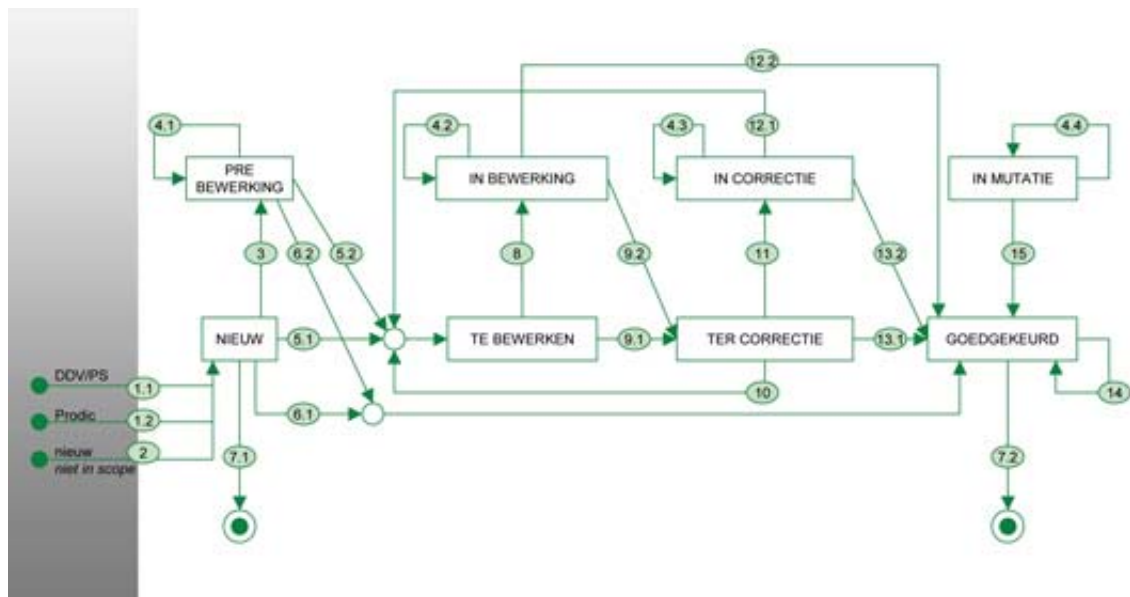 12.2
4.1
4.2
4.3
12.1
4.4
PRE
BEWERKING
IN BEWERKING
IN CORRECTIE
IN MUTATIE
3
6.2
5.2
8
9.2
11
13.2
15
NIEUW
5.1
TE BEWERKEN
9.1
TER CORRECTIE
13.1
GOEDGEKEURD
DDV/PS
1.1
10
14
Prodic
1.2
6.1
nieuw
2
niet in scope
7.1
7.2